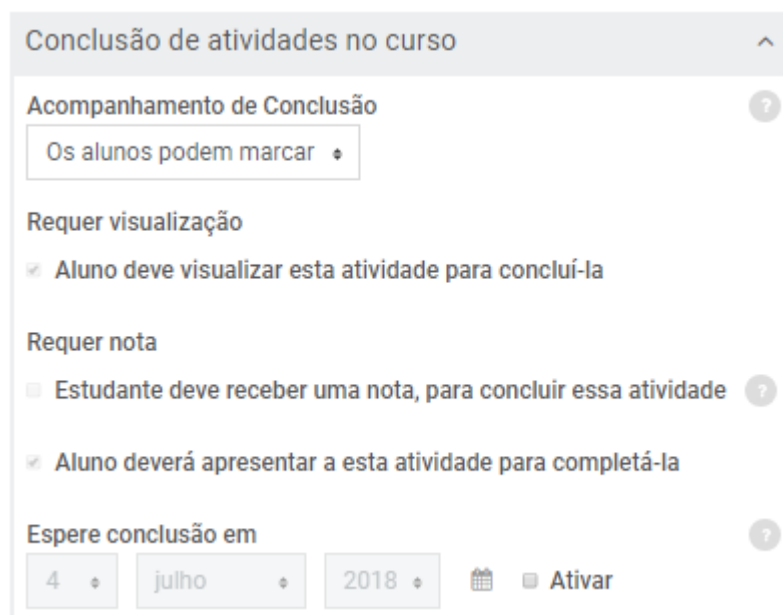 Conclusão de atividades no curso
Acompanhamento de Conclusão
?
Os alunos podem marcar
Requer visualização
Aluno deve visualizar esta atividade para concluí-la
Requer nota
Estudante deve receber uma nota, para concluir essa atividade ?
Aluno deverá apresentar a esta atividade para completá-la
Espere conclusão em
?
4 julho 2018 Ativar